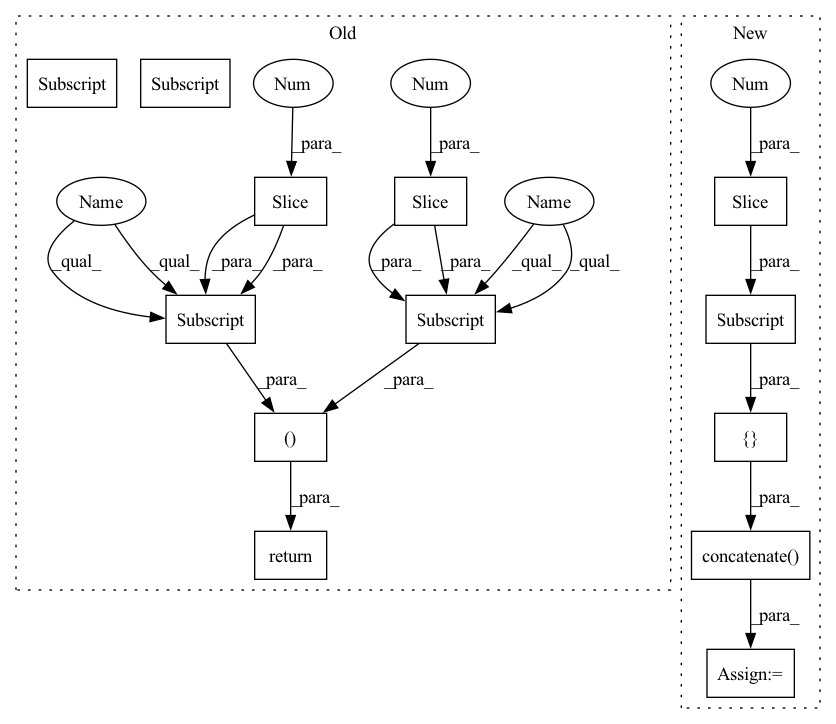 Old
New
Subscript
Subscript
Num
Num
Num
_para_
_para_
_para_
Name
Slice
Slice
Name
Slice
_qual_
_qual_
_para_
_para_
_para_
_para_
_qual_
_qual_
_para_
Subscript
Subscript
Subscript
_para_
_para_
_para_
()
{}
_para_
_para_
return
concatenate()
_para_
Assign:=